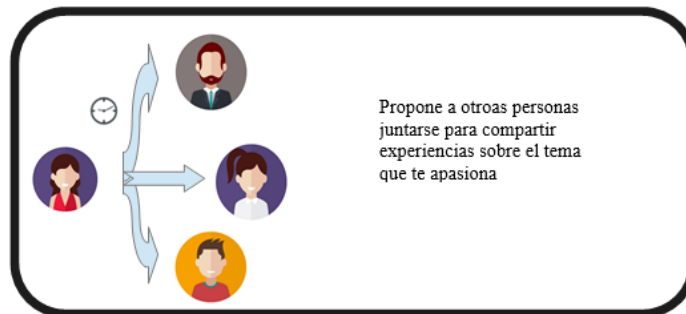 Propone a otroas personas
juntarse para compartir
experiencias sobre el tema
que te apasiona